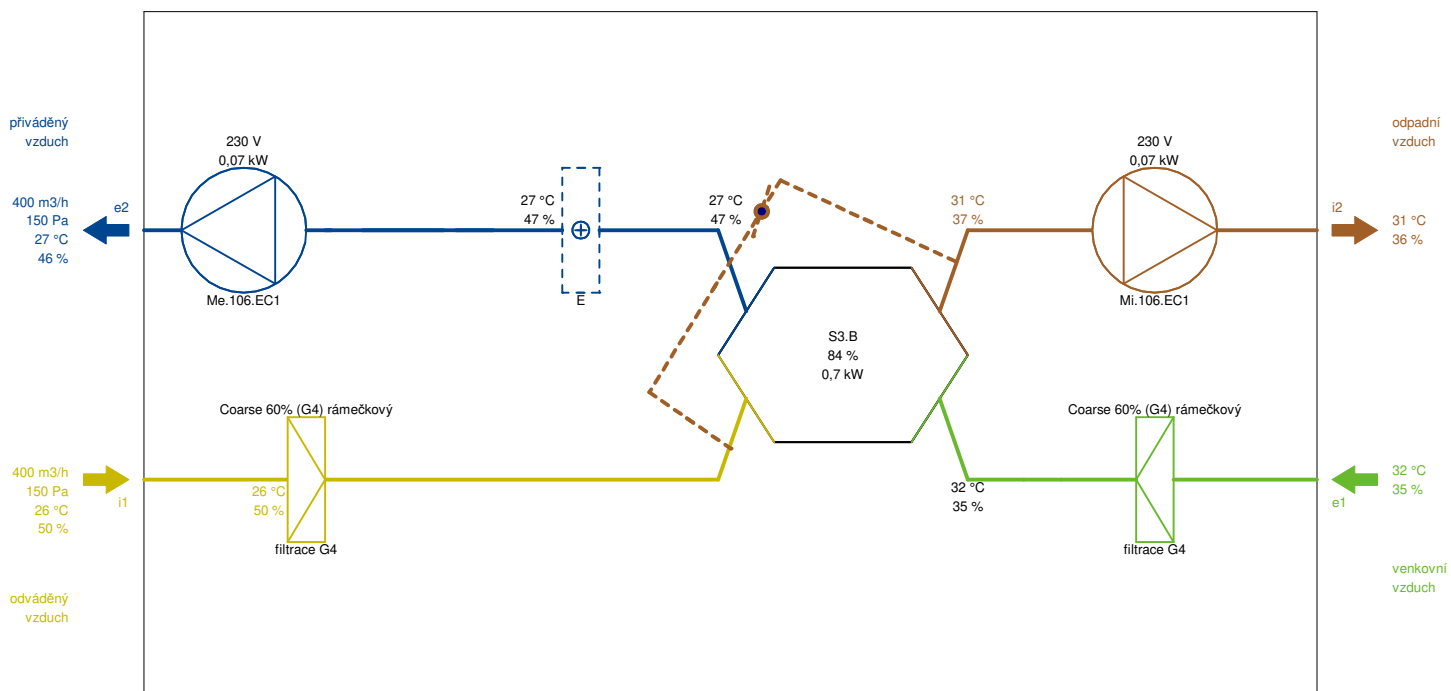 přiváděný
vzduch
400 m3/h
150 Pa
27 °C
46 %
e2
230 V
0,07 kW
Me.106.EC1
27 °C
47 %
E
27 °C
47 %
31 °C
37 %
230 V
0,07 kW
Mi.106.EC1
i2
odpadní
vzduch
31 °C
36 %
S3.B
84 %
0,7 kW
400 m3/h
150 Pa
26 °C
50 %
i1
Coarse 60% (G4) rámečkový
26 °C
50 %
filtrace G4
32 °C
35 %
Coarse 60% (G4) rámečkový
filtrace G4
e1
32 °C
35 %
odváděný
vzduch
venkovní
vzduch